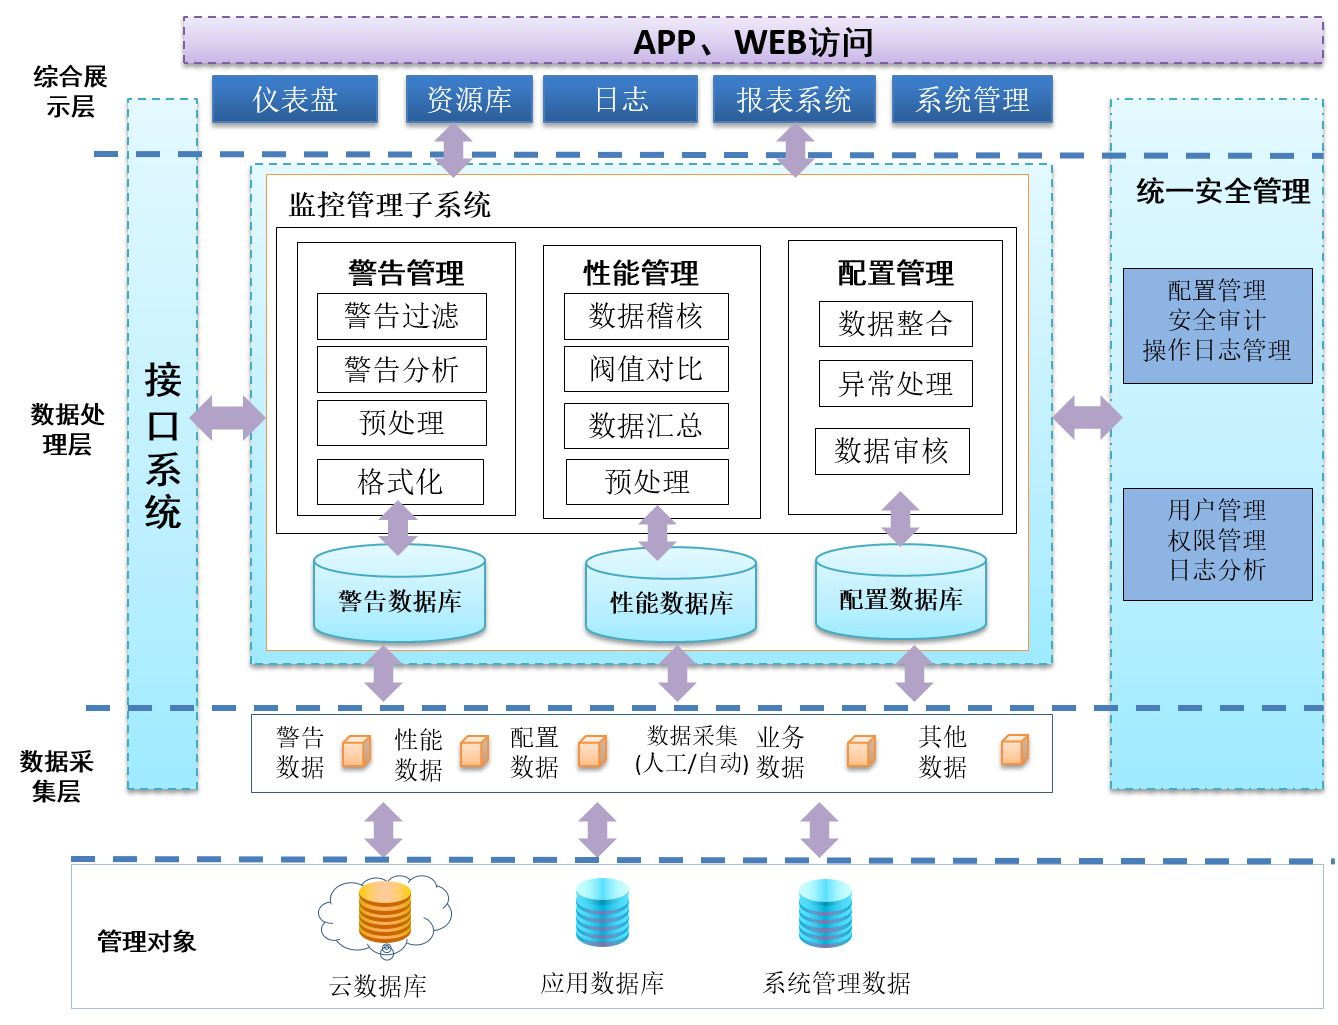 APP、WEB访问
综合展
示层
仪表盘
资源库
日志
报表系统
系统管理
接
口
系
统
监控管理子系统
警告管理
警告过滤
警告分析
预处理
格式化
性能管理
数据稽核
阀值对比
数据汇总
预处理
配置管理
数据整合
异常处理
数据审核
警告数据库
性能数据库
配置数据库
统一安全管理
配置管理
安全审计
操作日志管理
用户管理
权限管理
日志分析
数据处
理层
数据采
集层
警告
数据
性能
数据
配置
数据
数据采集
(人工/自动)
业务
数据
其他
数据
管理对象
云数据库
应用数据库
系统管理数据